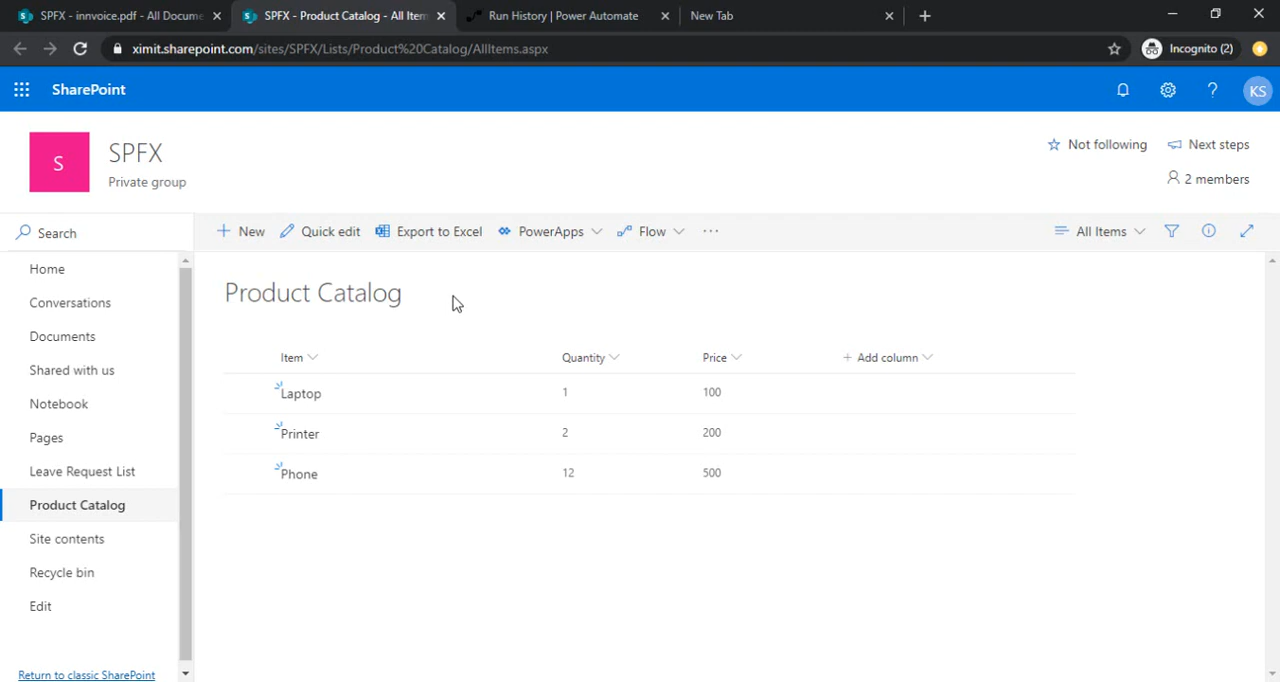 SPFX - innvoice.pdf - All Docume
SPFX - Product Catalog - All Item
Run History | Power Automate
New Tab
ximit.sharepoint.com/sites/SPFX/Lists/Product%20Catalog/AllItems.aspx
Incognito (2)
SharePoint
KS
S
SPFX
Private group
Not following
Next steps
2 members
Search
New
Quick edit
Export to Excel
PowerApps
Flow
All Items
Home
Conversations
Documents
Shared with us
Notebook
Pages
Leave Request List
Product Catalog
Site contents
Recycle bin
Edit
Return to classic SharePoint
Product Catalog
Item Quantity Price + Add column
Laptop 1 100
Printer 2 200
Phone 12 500